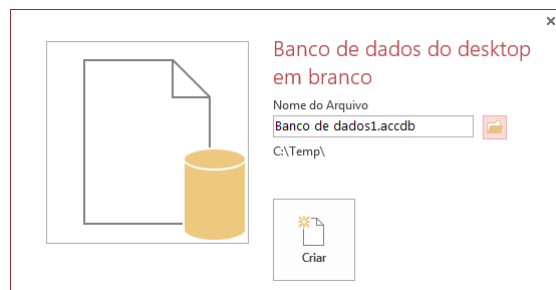 Banco de dados do desktop
em branco
Nome do Arquivo
Banco de dados1.accdb
C:\Temp\
Criar